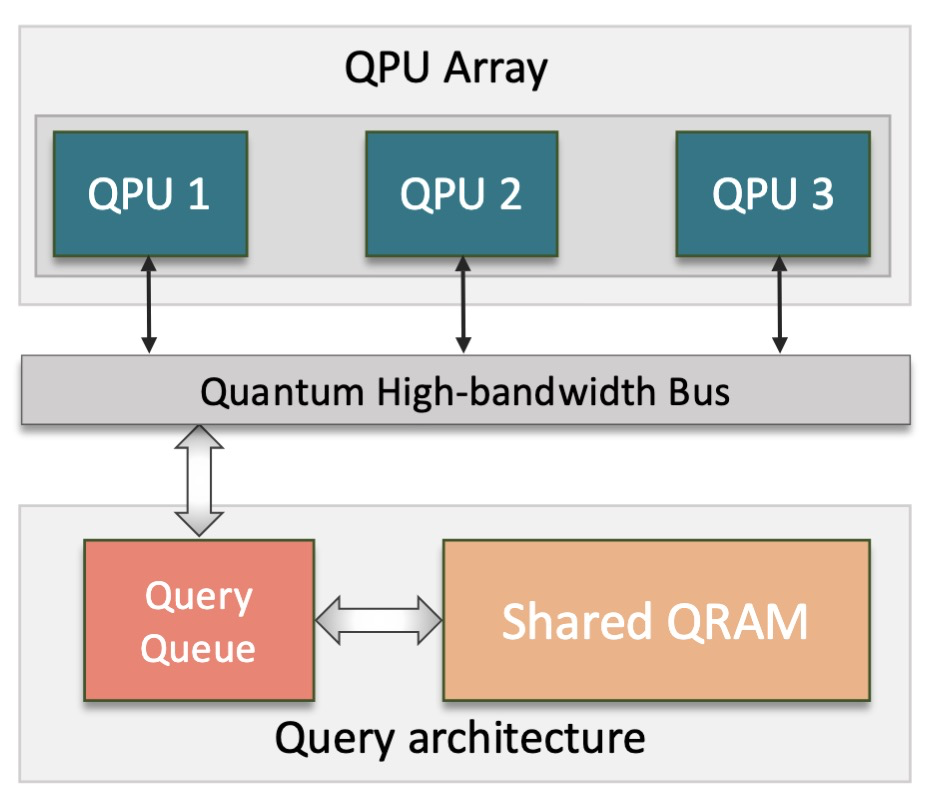 QPU Array
QPU 1
QPU 2
QPU 3
Quantum High-bandwidth Bus
Query
Queue
Shared QRAM
Query architecture